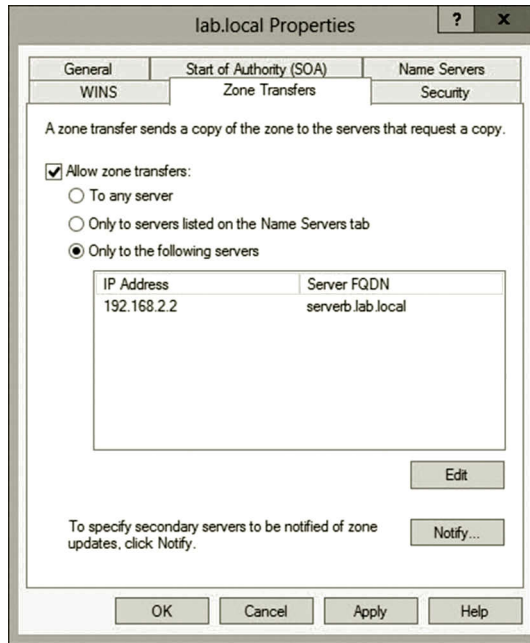 lab.local Properties
? x
General Start of Authority (SOA) Name Servers
WINS Zone Transfers Security
A zone transfer sends a copy of the zone to the servers that request a copy.
Allow zone transfers:
To any server
Only to servers listed on the Name Servers tab
Only to the following servers
IP Address Server FQDN
192.168.2.2 serverb.lab.local
Edit
To specify secondary servers to be notified of zone
updates, click Notify.
Notify...
OK Cancel Apply Help